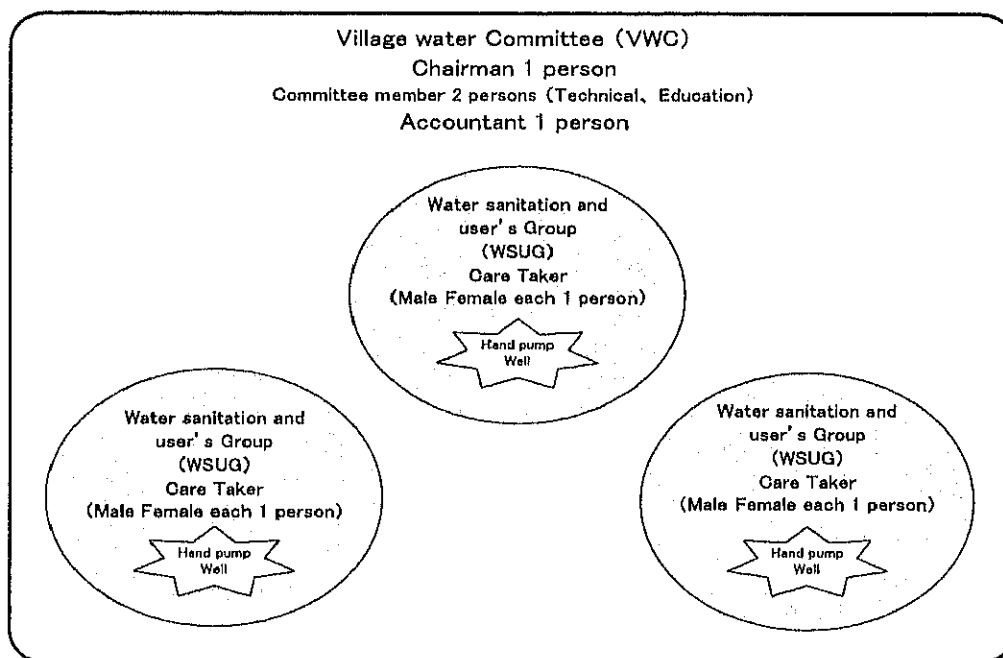 Village water Committee (VWC)
Chairman 1 person
Committee member 2 persons (Technical、Education)
Accountant 1 person
Water sanitation and
user's Group
(WSUG)
Care Taker
(Male Female each 1 person)
Hand pump
Well
Water sanitation and
user's Group
(WSUG)
Care Taker
(Male Female each 1 person)
Hand pump
Well
Water sanitation and
user's Group
(WSUG)
Care Taker
(Male Female each 1 person)
Hand pump
Well